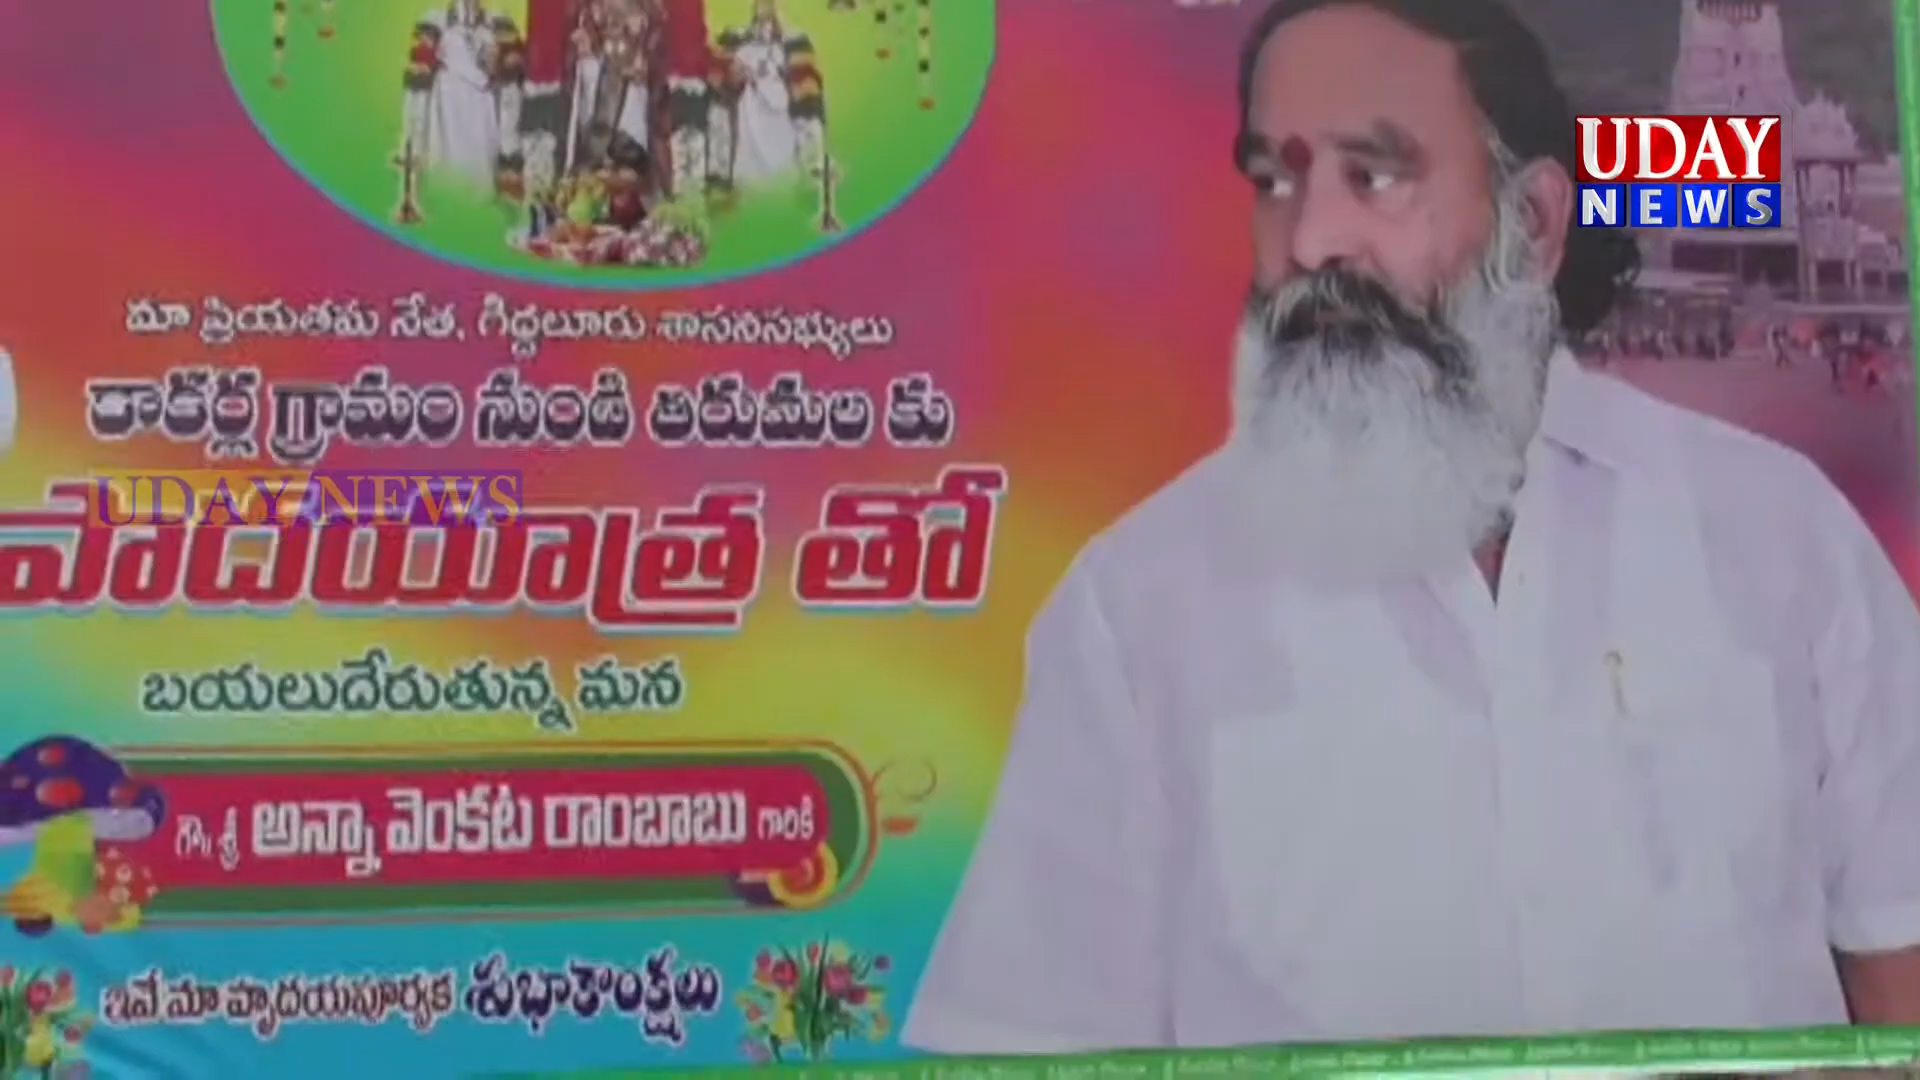 UDAY
NEWS
మా ప్రియతమ నేత, గిద్దలూరు శాసనసభ్యులు
కాకర్ల గ్రామం నుండి తిరుమల కు
UDAY NEWS
పాదయాత్ర తో
బయలుదేరుతున్న మన
గౌ॥ శ్రీ అన్నా వెంకట రాంబాబు గారికి
ఇవే మా హృదయపూర్వక శుభాకాంక్షలు